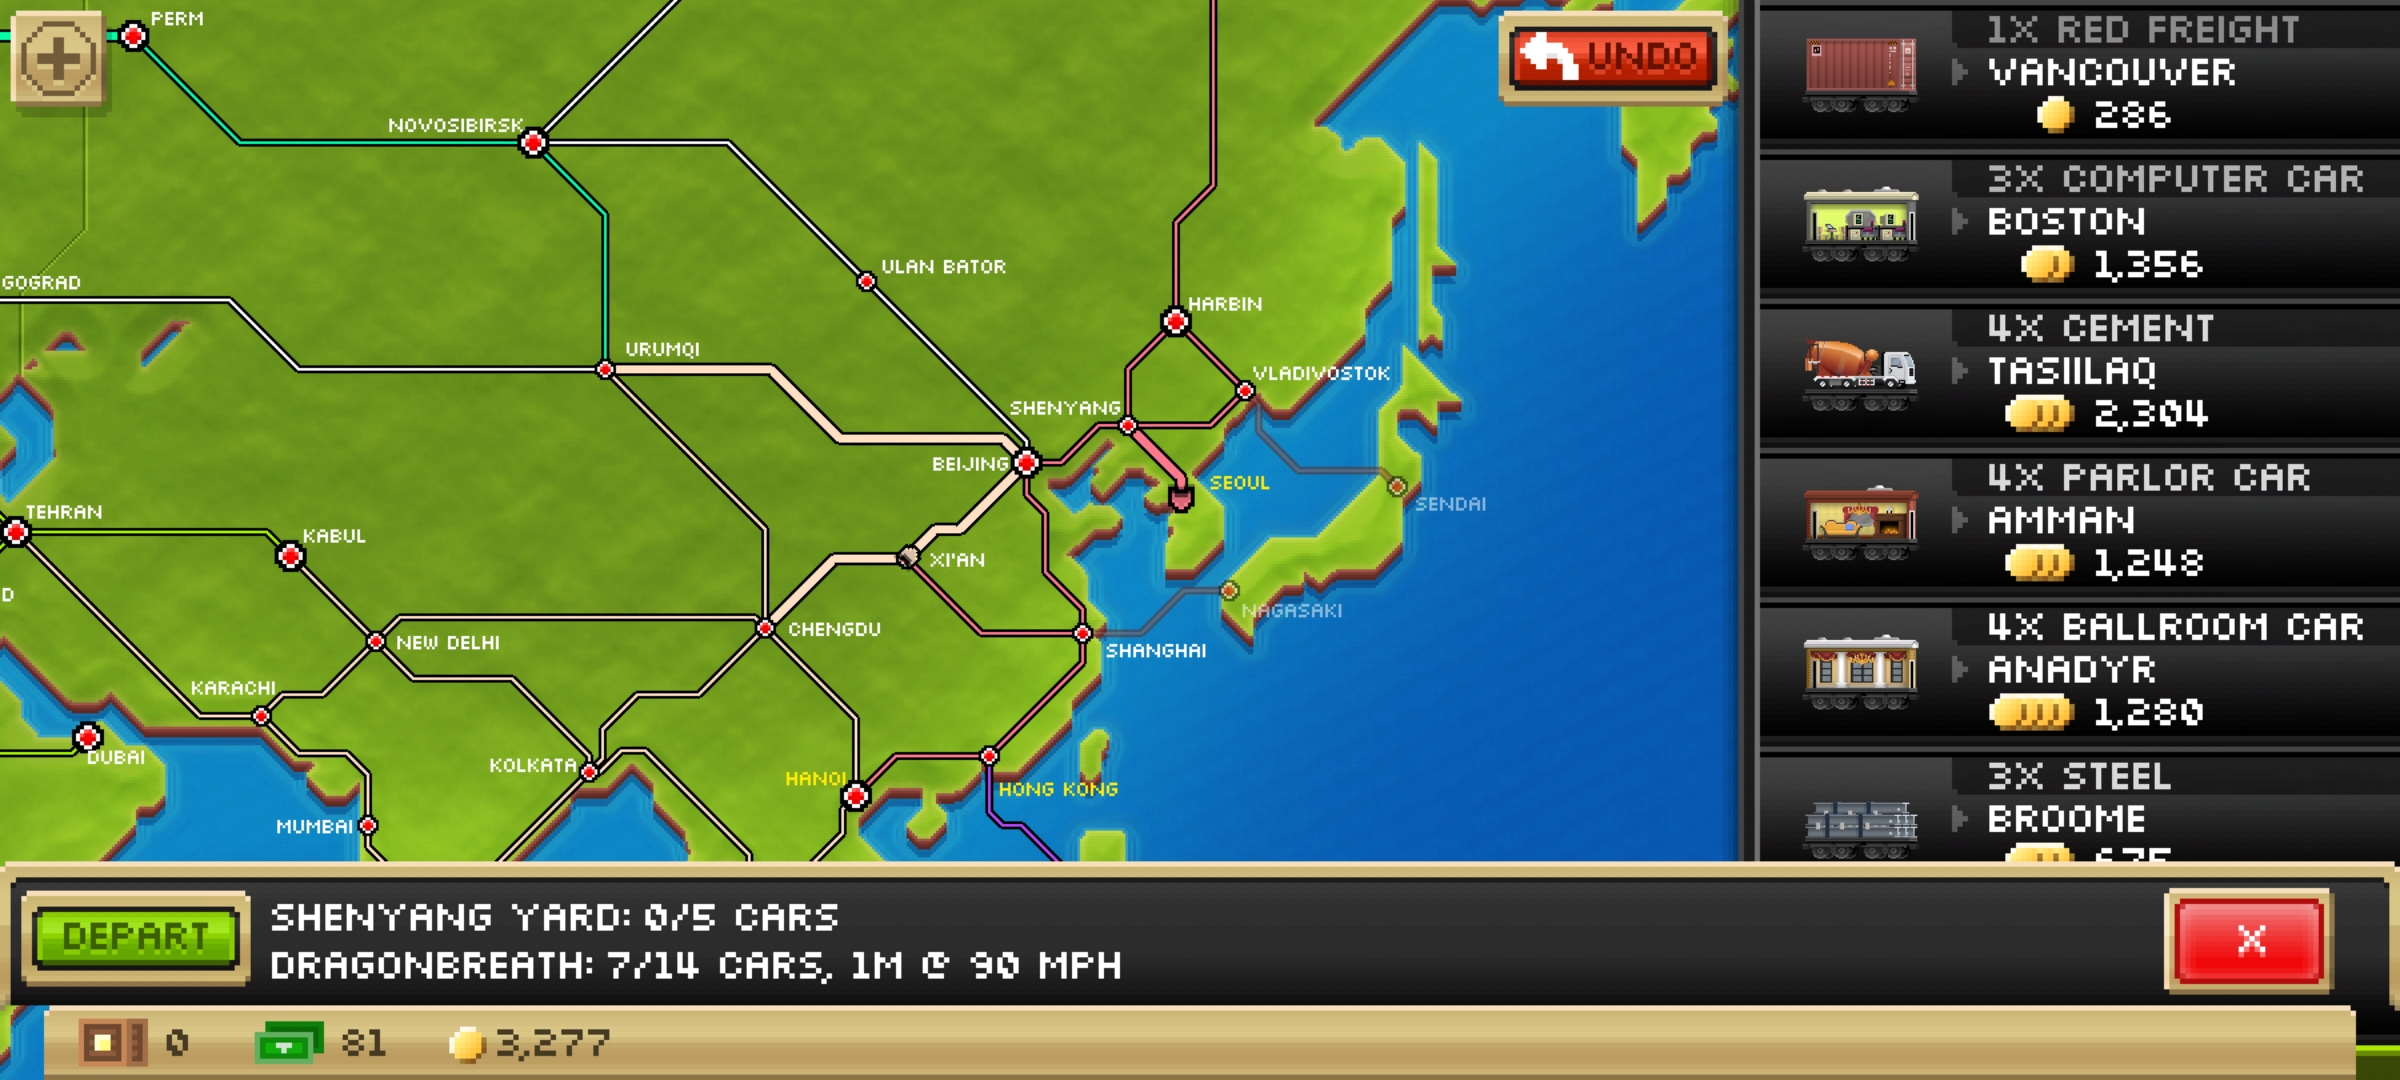 PERM
UNDO
NOVOSIBIRSK
ULAN BATOR
GOGRAD
HARBIN
URUMQI
VLADIVOSTOK
SHENYANG
BEIJING
SEOUL
SENDAI
TEHRAN
KABUL
XI'AN
D
NAGASAKI
NEW DELHI
CHENGDU
SHANGHAI
KARACHI
DUBAI
KOLKATA
HANOI
HONG KONG
MUMBAI
1X RED FREIGHT
VANCOUVER
286
3X COMPUTER CAR
BOSTON
1,356
4X CEMENT
TASIILAQ
2,304
4X PARLOR CAR
AMMAN
1,248
4X BALLROOM CAR
ANADYR
1,280
3X STEEL
BROOME
675
DEPART
SHENYANG YARD: 0/5 CARS
DRAGONBREATH: 7/14 CARS, 1M @ 90 MPH
X
0
81
3,277